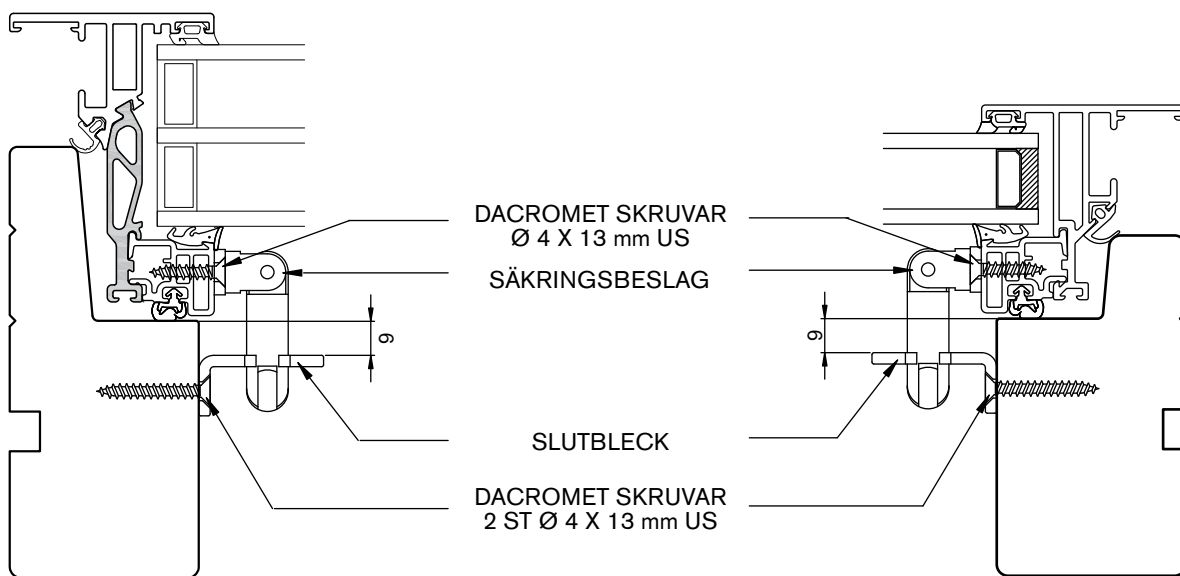 DACROMET SKRUVAR
Ø 4 X 13 mm US
SÄKRINGSBESLAG
9
9
SLUTBLECK
DACROMET SKRUVAR
2 ST Ø 4 X 13 mm US